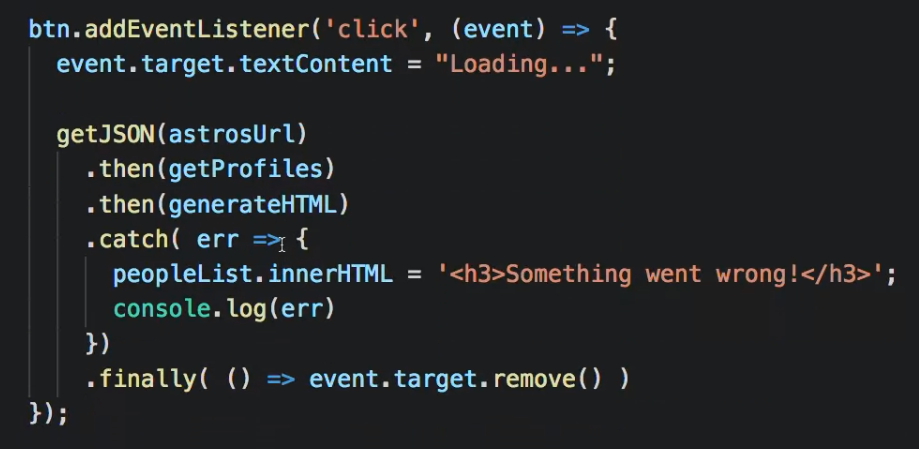 btn.addEventListener('click', (event) => {
event.target.textContent = "Loading...";
getJSON(astrosUrl)
.then(getProfiles)
.then(generateHTML)
.catch( err => {
peopleList.innerHTML = '<h3>Something went wrong!</h3>';
console.log(err)
})
.finally( () => event.target.remove() )
});